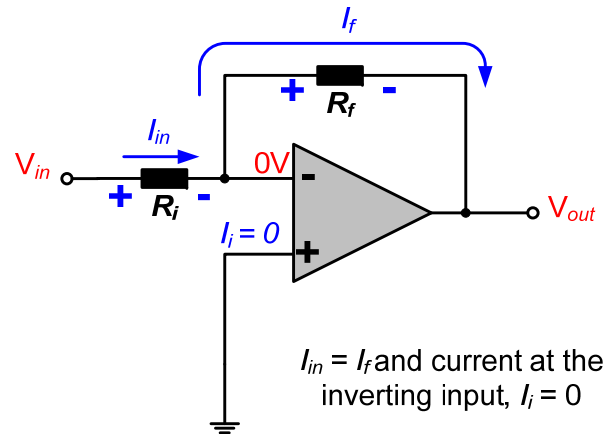 If
+ Rf -
Iin
Vin
+ Ri -
0V
-
Ii = 0
+
Vout
Iin = If and current at the
inverting input, Ii = 0